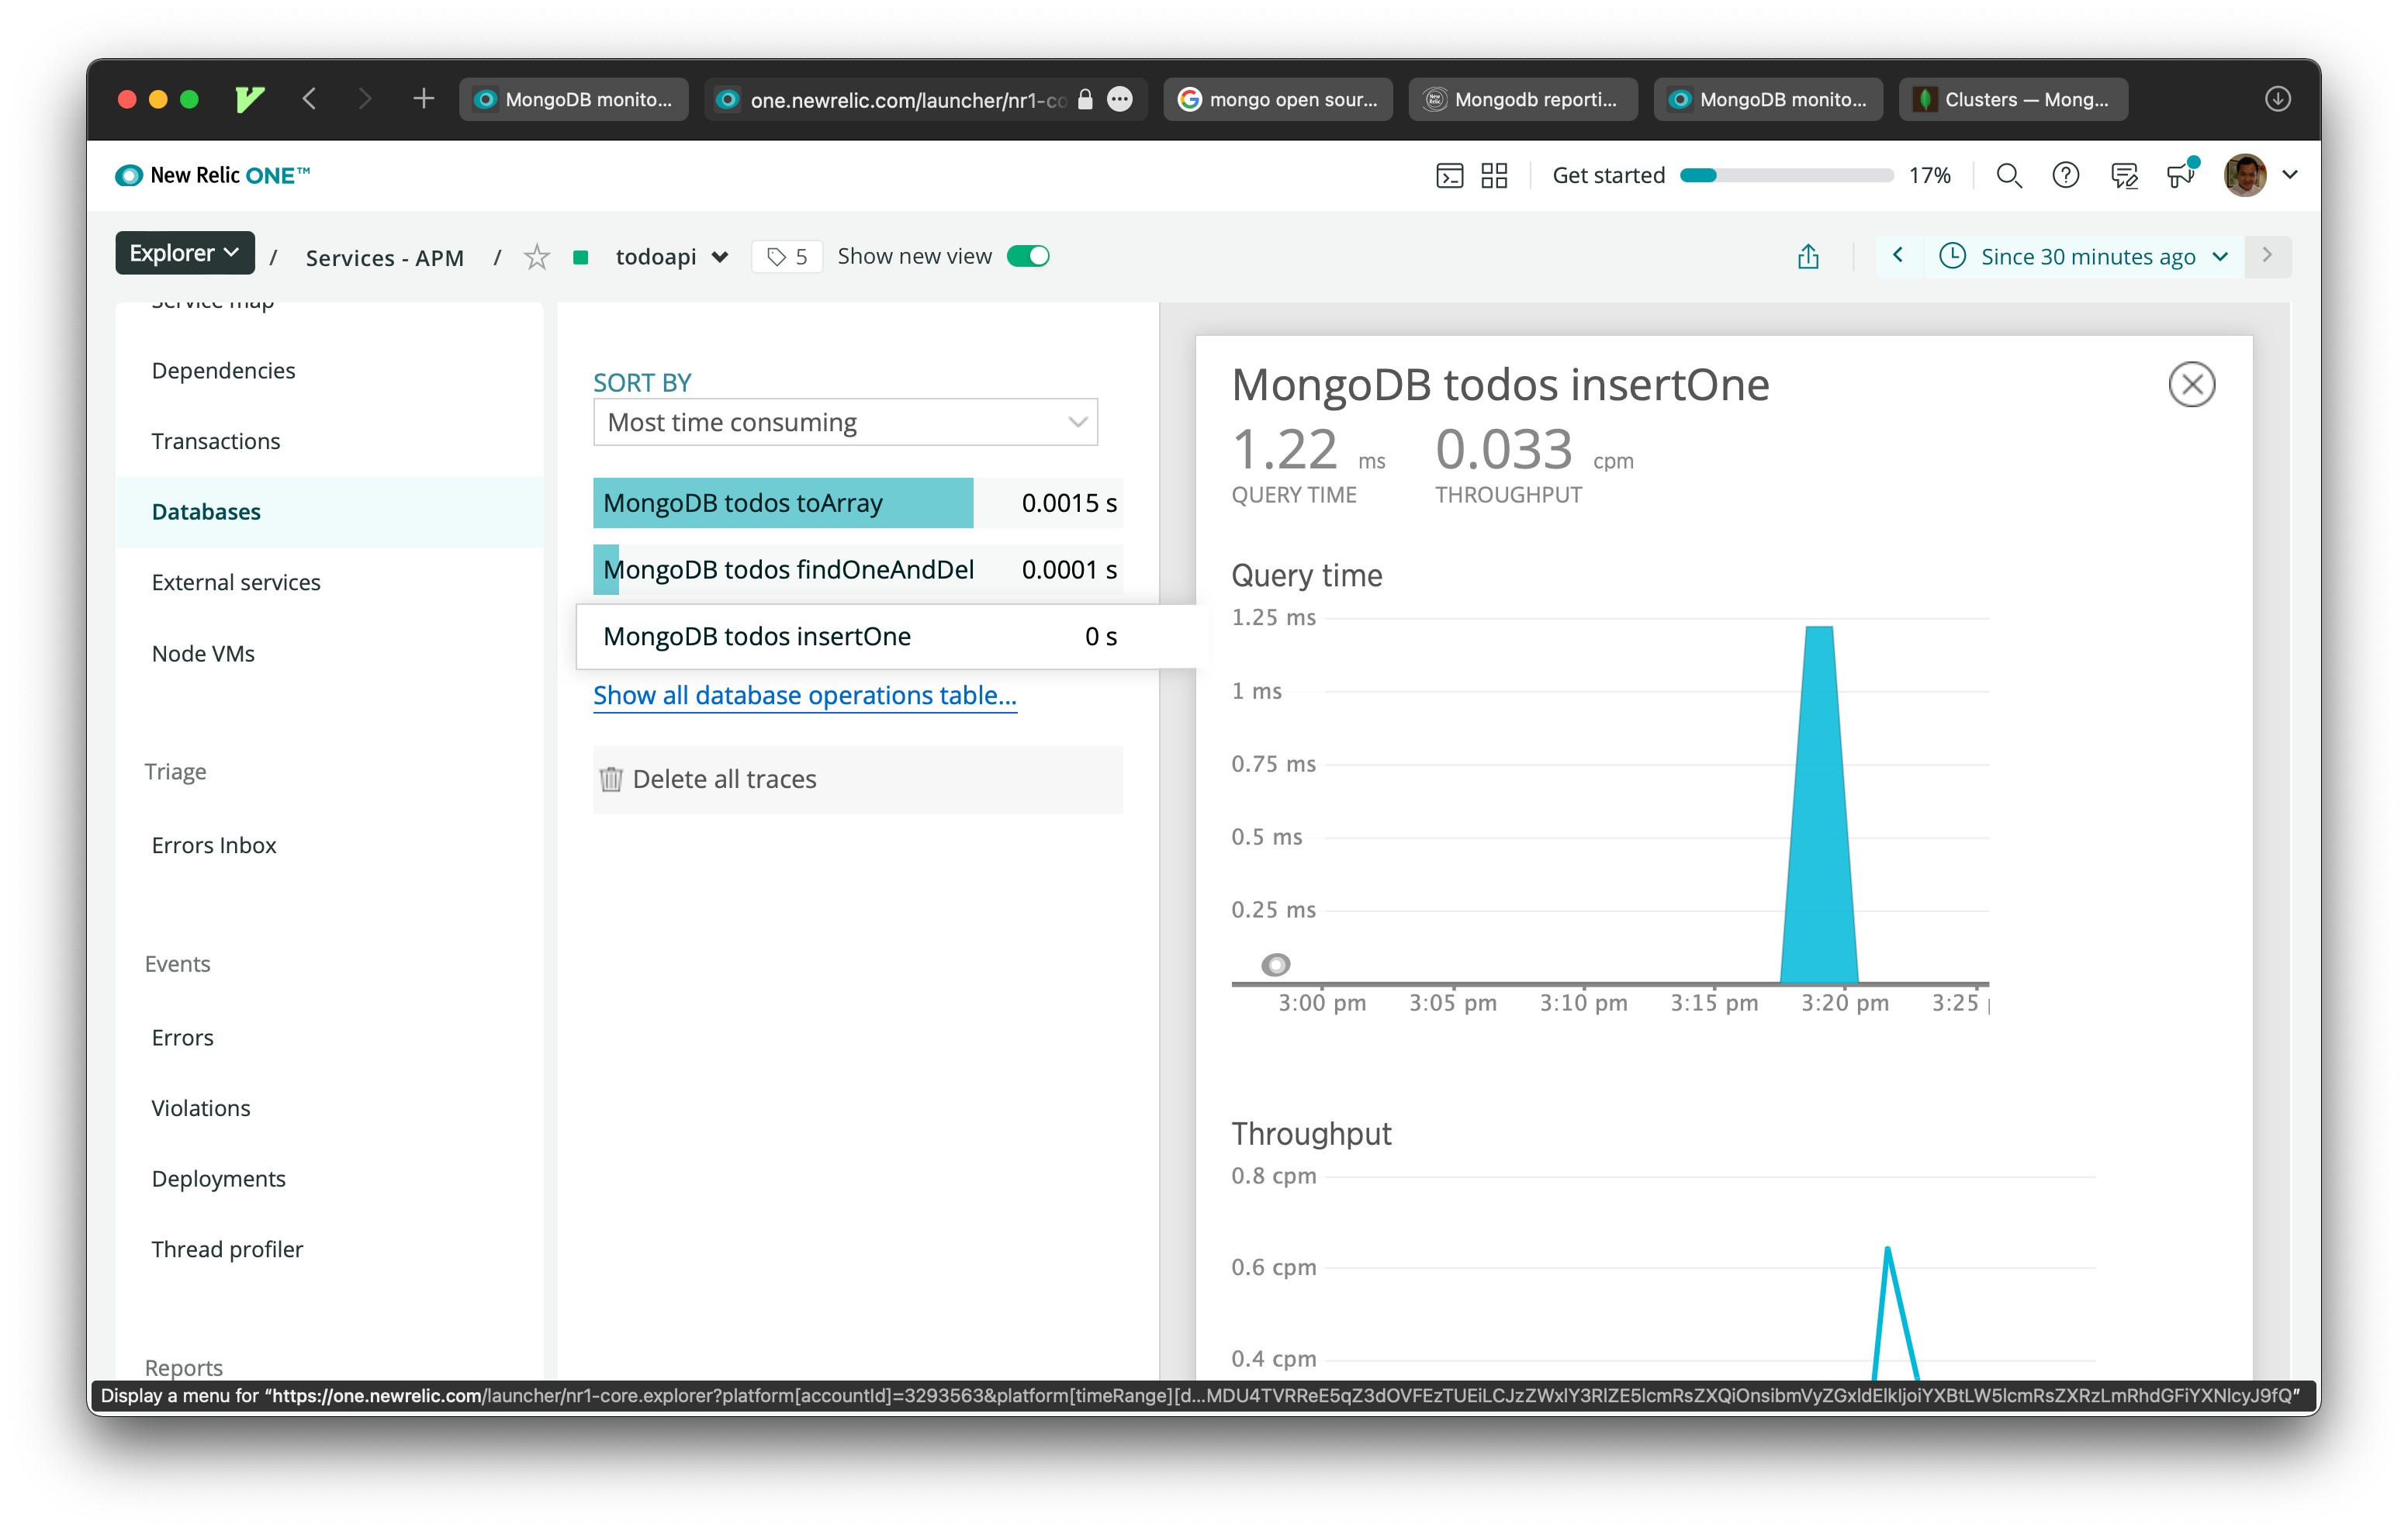 MongoDB monito...
one.newrelic.com/launcher/nr1-co
mongo open sour...
Mongodb reporti...
MongoDB monito...
Clusters — Mong...
New Relic ONE™
Get started 17%
Explorer / Services - APM / todoapi 5 Show new view
Since 30 minutes ago
Service map
Dependencies
Transactions
Databases
External services
Node VMs
Triage
Errors Inbox
Events
Errors
Violations
Deployments
Thread profiler
Reports
SORT BY
Most time consuming
MongoDB todos toArray 0.0015 s
MongoDB todos findOneAndDel 0.0001 s
MongoDB todos insertOne 0 s
Show all database operations table...
Delete all traces
MongoDB todos insertOne
1.22 ms 0.033 cpm
QUERY TIME THROUGHPUT
Query time
1.25 ms
1 ms
0.75 ms
0.5 ms
0.25 ms
3:00 pm 3:05 pm 3:10 pm 3:15 pm 3:20 pm 3:25
Throughput
0.8 cpm
0.6 cpm
0.4 cpm
Display a menu for “https://one.newrelic.com/launcher/nr1-core.explorer?platform[accountId]=3293563&platform[timeRange][d...